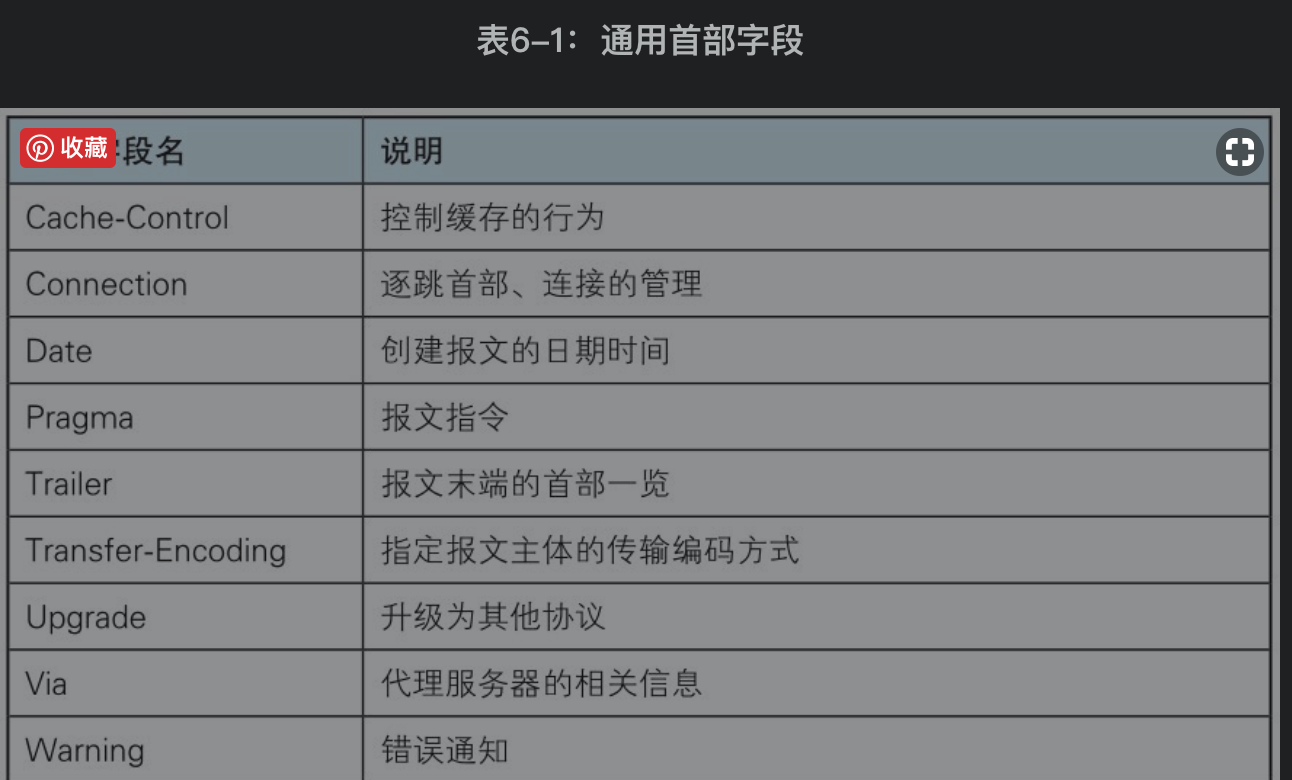 表6–1：通用首部字段
收藏
字段名 说明
Cache-Control 控制缓存的行为
Connection 逐跳首部、连接的管理
Date 创建报文的日期时间
Pragma 报文指令
Trailer 报文末端的首部一览
Transfer-Encoding 指定报文主体的传输编码方式
Upgrade 升级为其他协议
Via 代理服务器的相关信息
Warning 错误通知